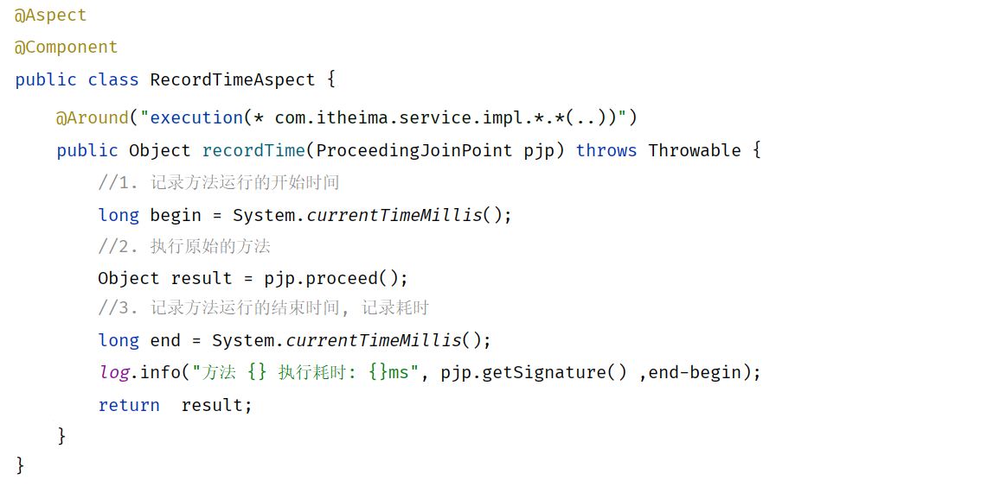 @Aspect
@Component
public class RecordTimeAspect {
@Around("execution(* com.itheima.service.impl.*.*(..))")
public Object recordTime(ProceedingJoinPoint pjp) throws Throwable {
//1. 记录方法运行的开始时间
long begin = System.currentTimeMillis();
//2. 执行原始的方法
Object result = pjp.proceed();
//3. 记录方法运行的结束时间, 记录耗时
long end = System.currentTimeMillis();
log.info("方法 {} 执行耗时: {}ms", pjp.getSignature() ,end-begin);
return  result;
}
}